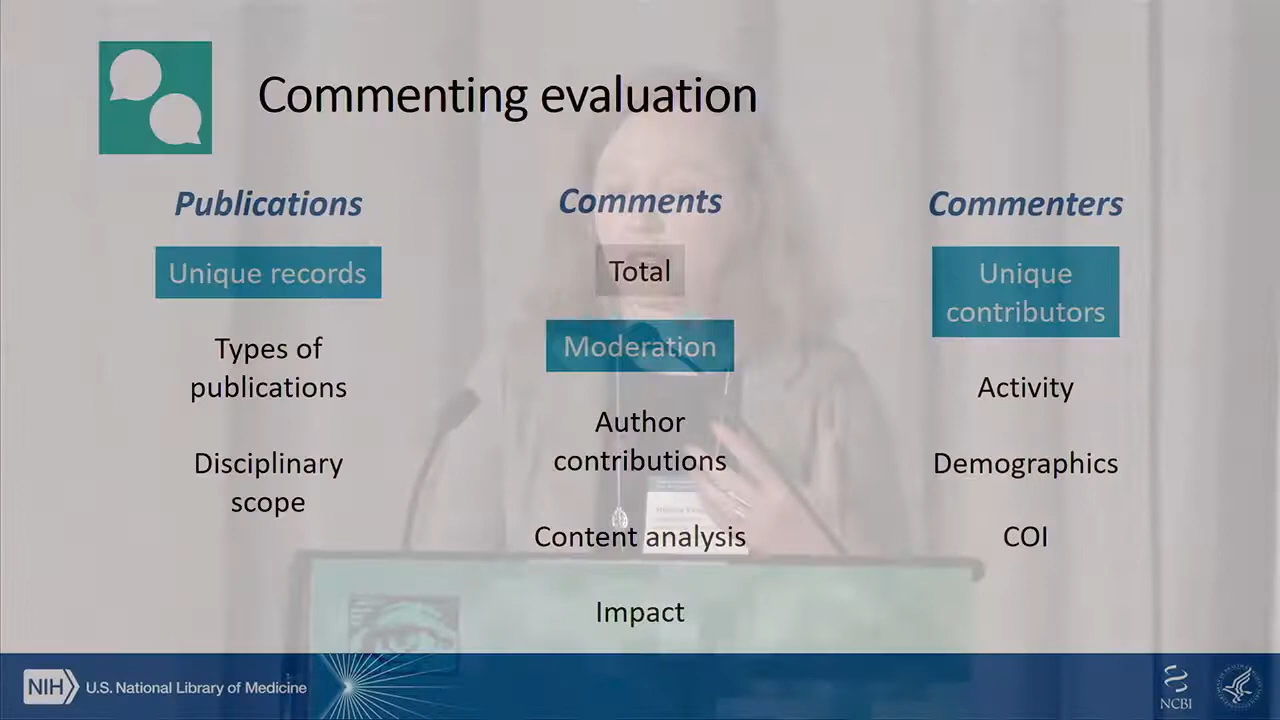 Commenting evaluation
Publications
Unique records
Types of
publications
Disciplinary
scope
Comments
Total
Moderation
Author
contributions
Content analysis
Impact
Commenters
Unique
contributors
Activity
Demographics
COI
NIH U.S. National Library of Medicine
NCBI